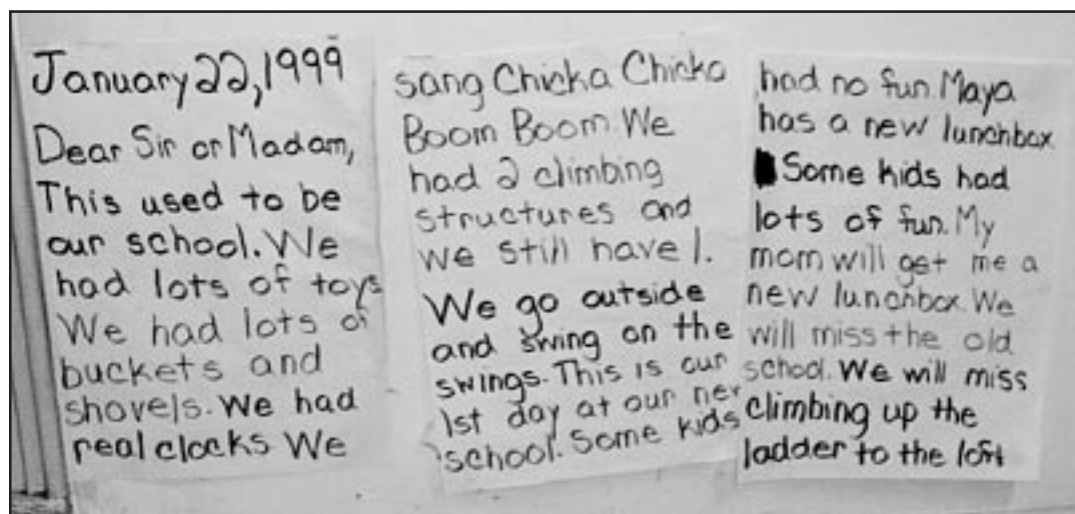 January 22, 1999
Dear Sir or Madam,
This used to be
our school. We
had lots of toys
We had lots of
buckets and
shovels. We had
real clocks We
sang Chicka Chicka
Boom Boom. We
had 2 climbing
structures and
we still have 1.
We go outside
and swing on the
swings. This is our
1st day at our new
school. Some kids
had no fun. Maya
has a new lunchbox
Some kids had
lots of fun. My
mom will get me a
new lunchbox. We
will miss the old
school. We will miss
climbing up the
ladder to the loft